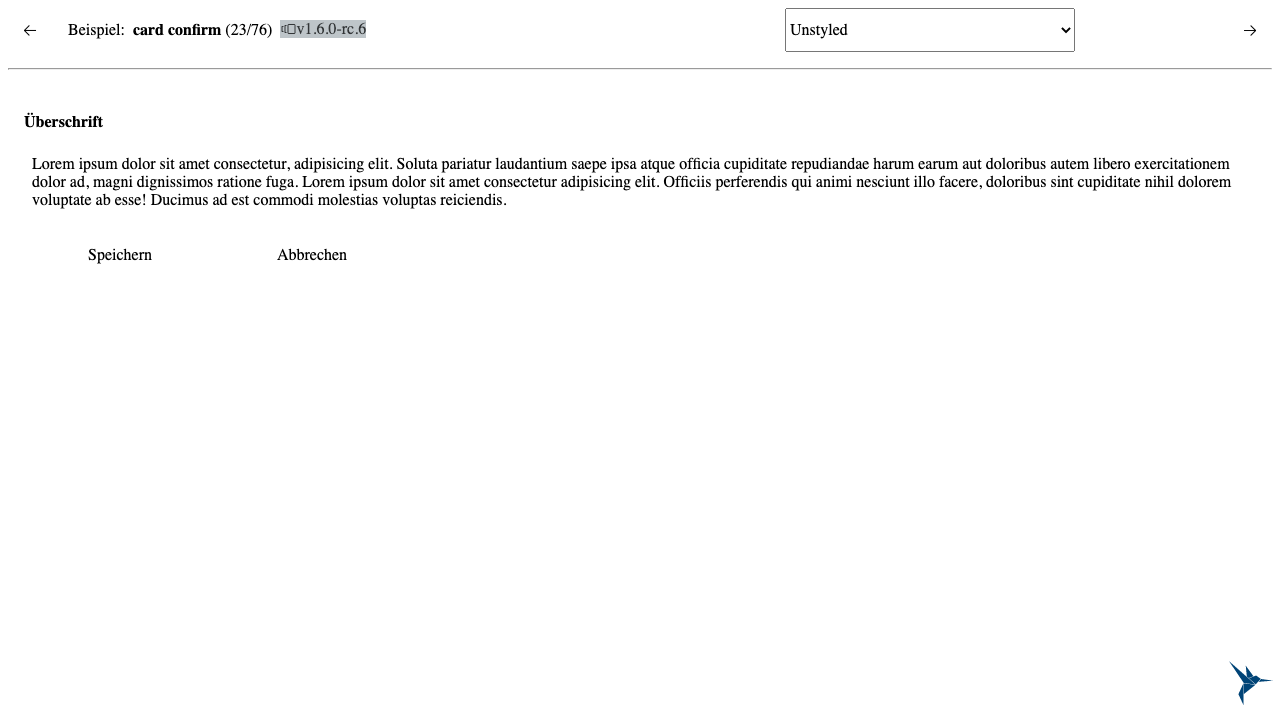 ← Beispiel: card confirm (23/76) v1.6.0-rc.6 Unstyled →
Überschrift
Lorem ipsum dolor sit amet consectetur, adipisicing elit. Soluta pariatur laudantium saepe ipsa atque officia cupiditate repudiandae harum earum aut doloribus autem libero exercitationem
dolor ad, magni dignissimos ratione fuga. Lorem ipsum dolor sit amet consectetur adipisicing elit. Officiis perferendis qui animi nesciunt illo facere, doloribus sint cupiditate nihil dolorem
voluptate ab esse! Ducimus ad est commodi molestias voluptas reiciendis.
Speichern Abbrechen